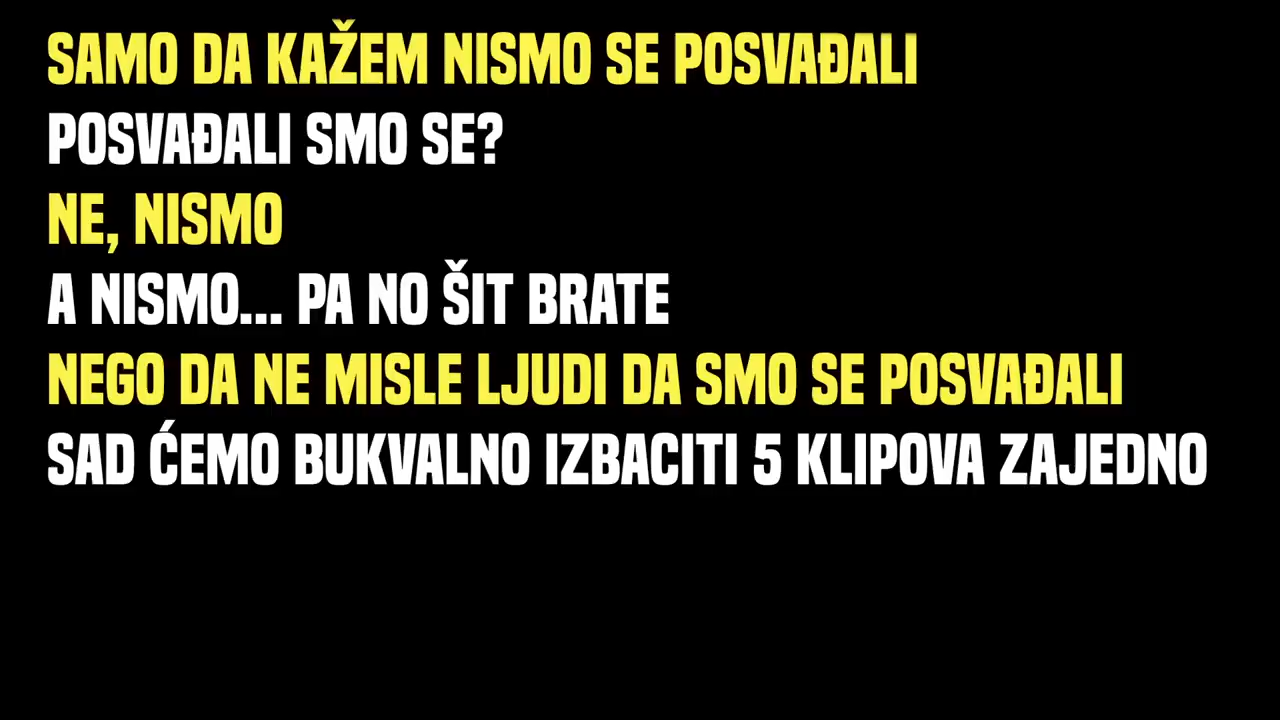 SAMO DA KAŽEM NISMO SE POSVAĐALI
POSVAĐALI SMO SE?
NE, NISMO
A NISMO... PA NO ŠIT BRATE
NEGO DA NE MISLE LJUDI DA SMO SE POSVAĐALI
SAD ĆEMO BUKVALNO IZBACITI 5 KLIPOVA ZAJEDNO